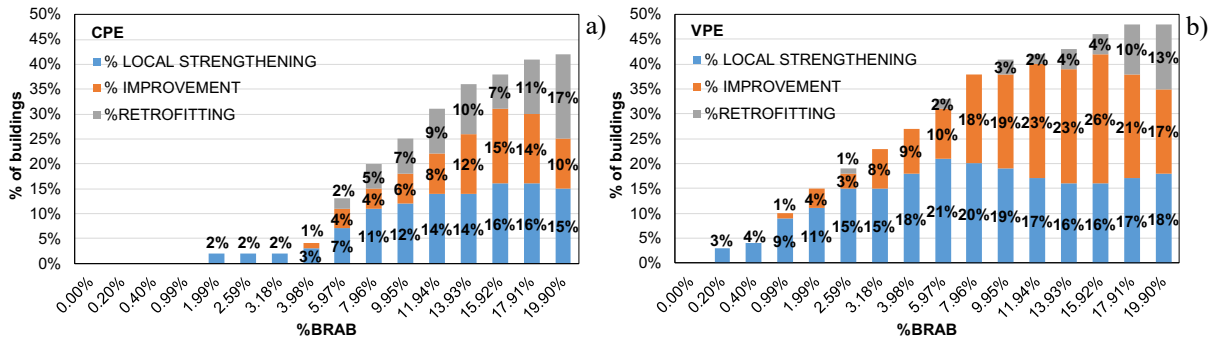 CPE
a)
% LOCAL STRENGTHENING
% IMPROVEMENT
%RETROFITTING
% of buildings
50%
45%
40%
35%
30%
25%
20%
15%
10%
5%
0%
2% 2% 2% 1% 3% 2% 4% 7% 5% 4% 11% 7% 6% 12% 9% 8% 14% 10% 12% 14% 7% 15% 16% 11% 14% 16% 17% 10% 15%
0.00% 0.20% 0.40% 0.99% 1.99% 2.59% 3.18% 3.98% 5.97% 7.96% 9.95% 11.94% 13.93% 15.92% 17.91% 19.90%
%BRAB
VPE
b)
% LOCAL STRENGTHENING
% IMPROVEMENT
%RETROFITTING
% of buildings
50%
45%
40%
35%
30%
25%
20%
15%
10%
5%
0%
3% 4% 1% 9% 4% 11% 1% 3% 15% 8% 15% 9% 18% 2% 10% 21% 18% 20% 3% 19% 19% 2% 23% 17% 4% 23% 16% 4% 26% 16% 10% 21% 17% 13% 17% 18%
0.00% 0.20% 0.40% 0.99% 1.99% 2.59% 3.18% 3.98% 5.97% 7.96% 9.95% 11.94% 13.93% 15.92% 17.91% 19.90%
%BRAB